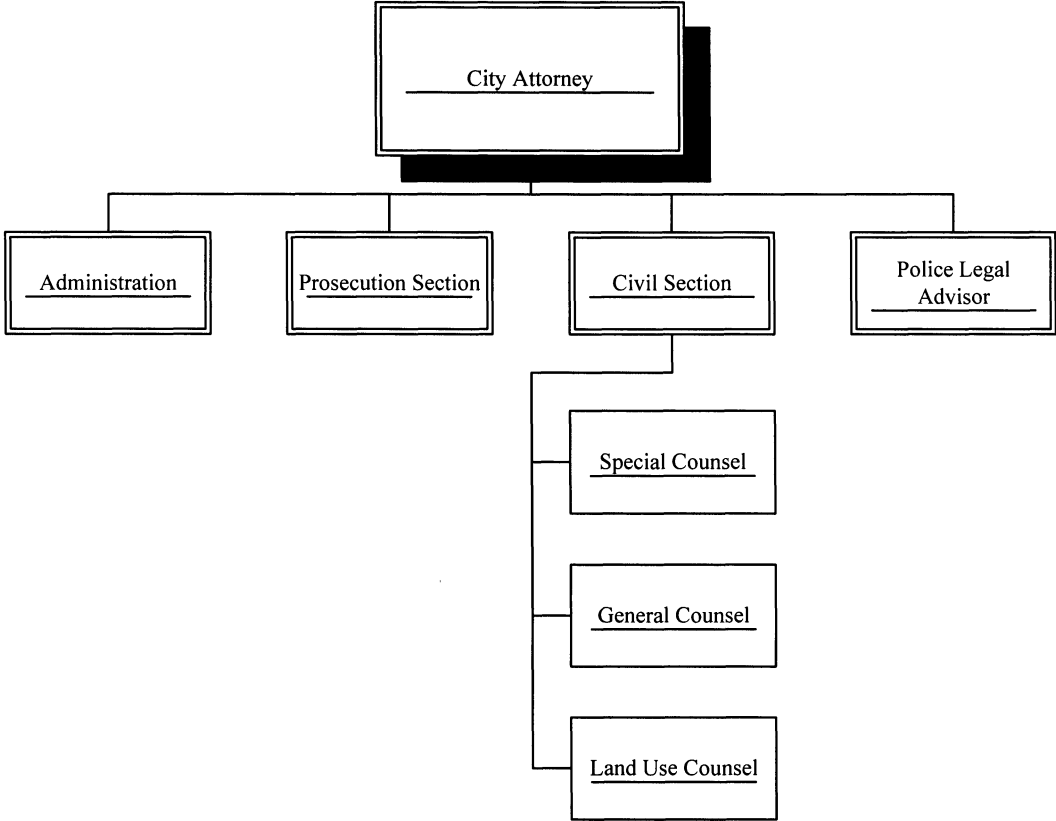 City Attorney
Administration
Prosecution Section
Civil Section
Police Legal
Advisor
Special Counsel
General Counsel
Land Use Counsel